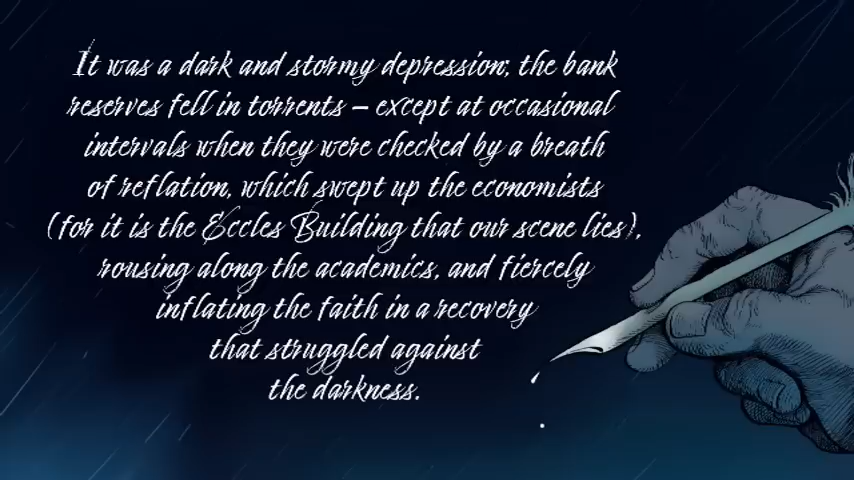 It was a dark and stormy depression; the bank
reserves fell in torrents – except at occasional
intervals when they were checked by a breath
of reflation, which swept up the economists
(for it is the Eccles Building that our scene lies),
rousing along the academics, and fiercely
inflating the faith in a recovery
that struggled against
the darkness.